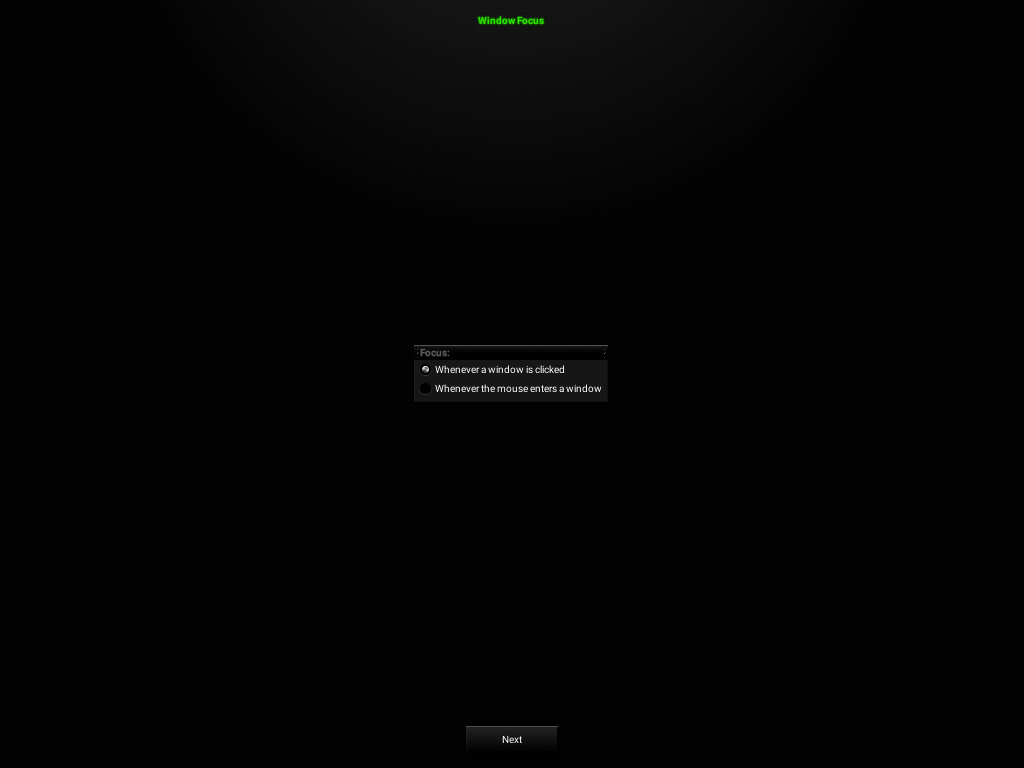 Window Focus
Focus:
Whenever a window is clicked
Whenever the mouse enters a window
Next